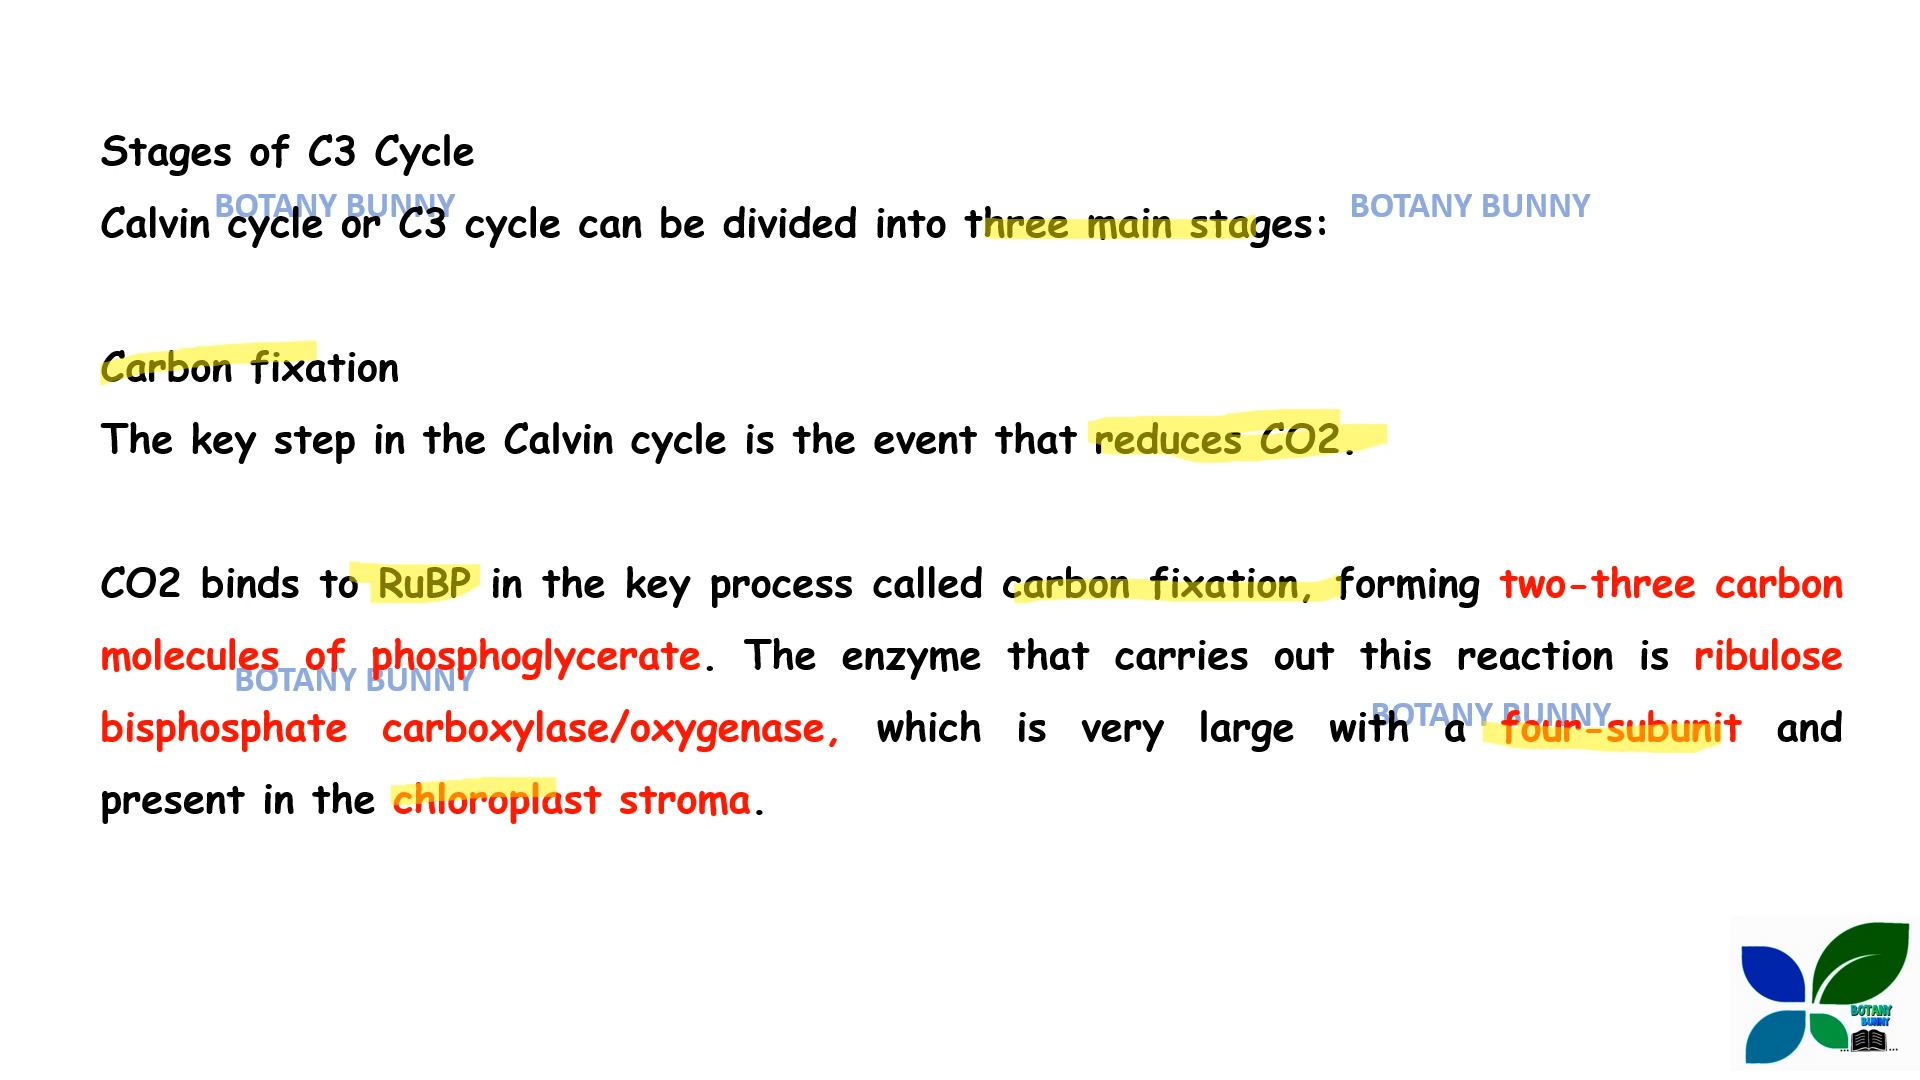 Stages of C3 Cycle
BOTANY BUNNY
BOTANY BUNNY
Calvin cycle or C3 cycle can be divided into three main stages:
Carbon fixation
The key step in the Calvin cycle is the event that reduces CO2.
CO2 binds to RuBP in the key process called carbon fixation, forming two-three carbon
molecules of phosphoglycerate. The enzyme that carries out this reaction is ribulose
BOTANY BUNNY
BOTANY BUNNY
bisphosphate carboxylase/oxygenase, which is very large with a four-subunit and
present in the chloroplast stroma.
BOTANY
BUNNY